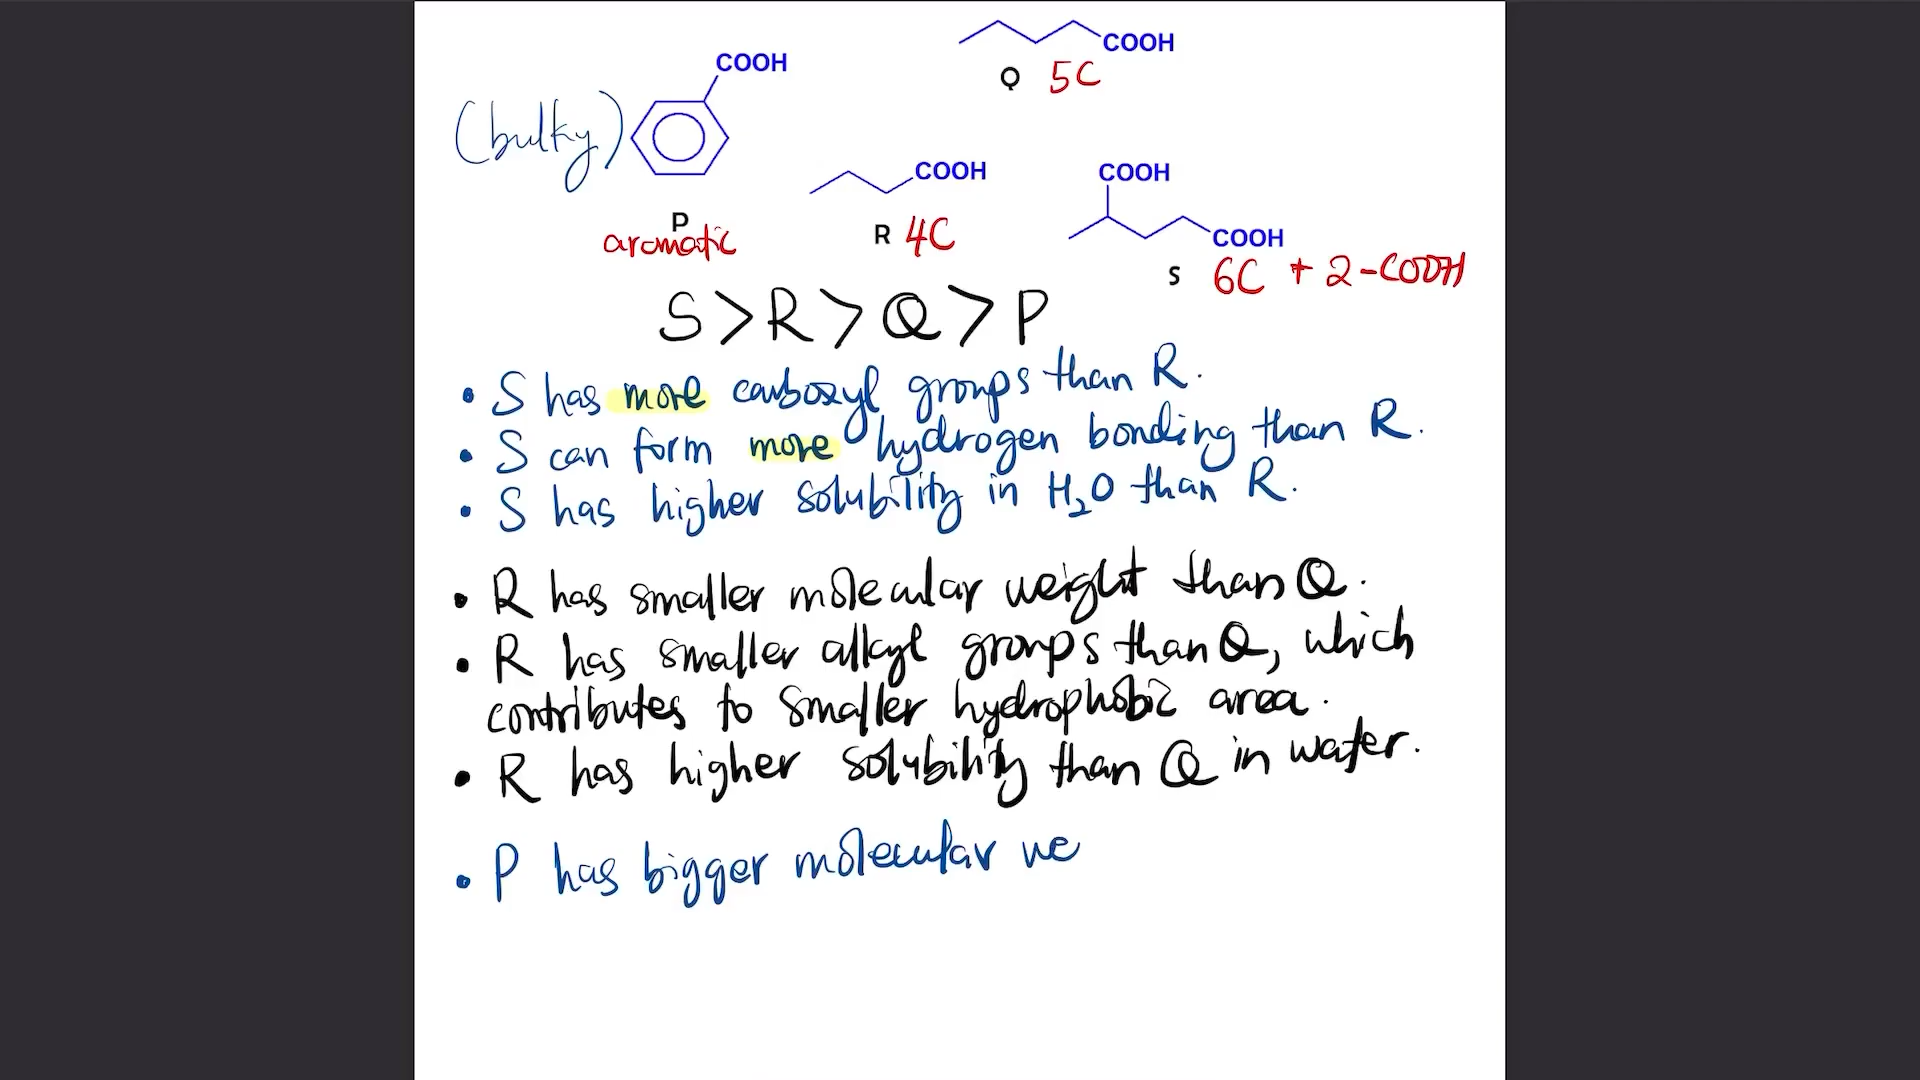 COOH
Q 5C
COOH
(bulky)
P
aromatic
COOH
R 4C
COOH
COOH
S 6C + 2-COOH
S > R > Q > P
• S has more carboxyl groups than R.
• S can form more hydrogen bonding than R.
• S has higher solubility in H₂O than R.
• R has smaller molecular weight than Q.
• R has smaller alkyl groups than Q, which
contributes to smaller hydrophobic area.
• R has higher solubility than Q in water.
• P has bigger molecular we